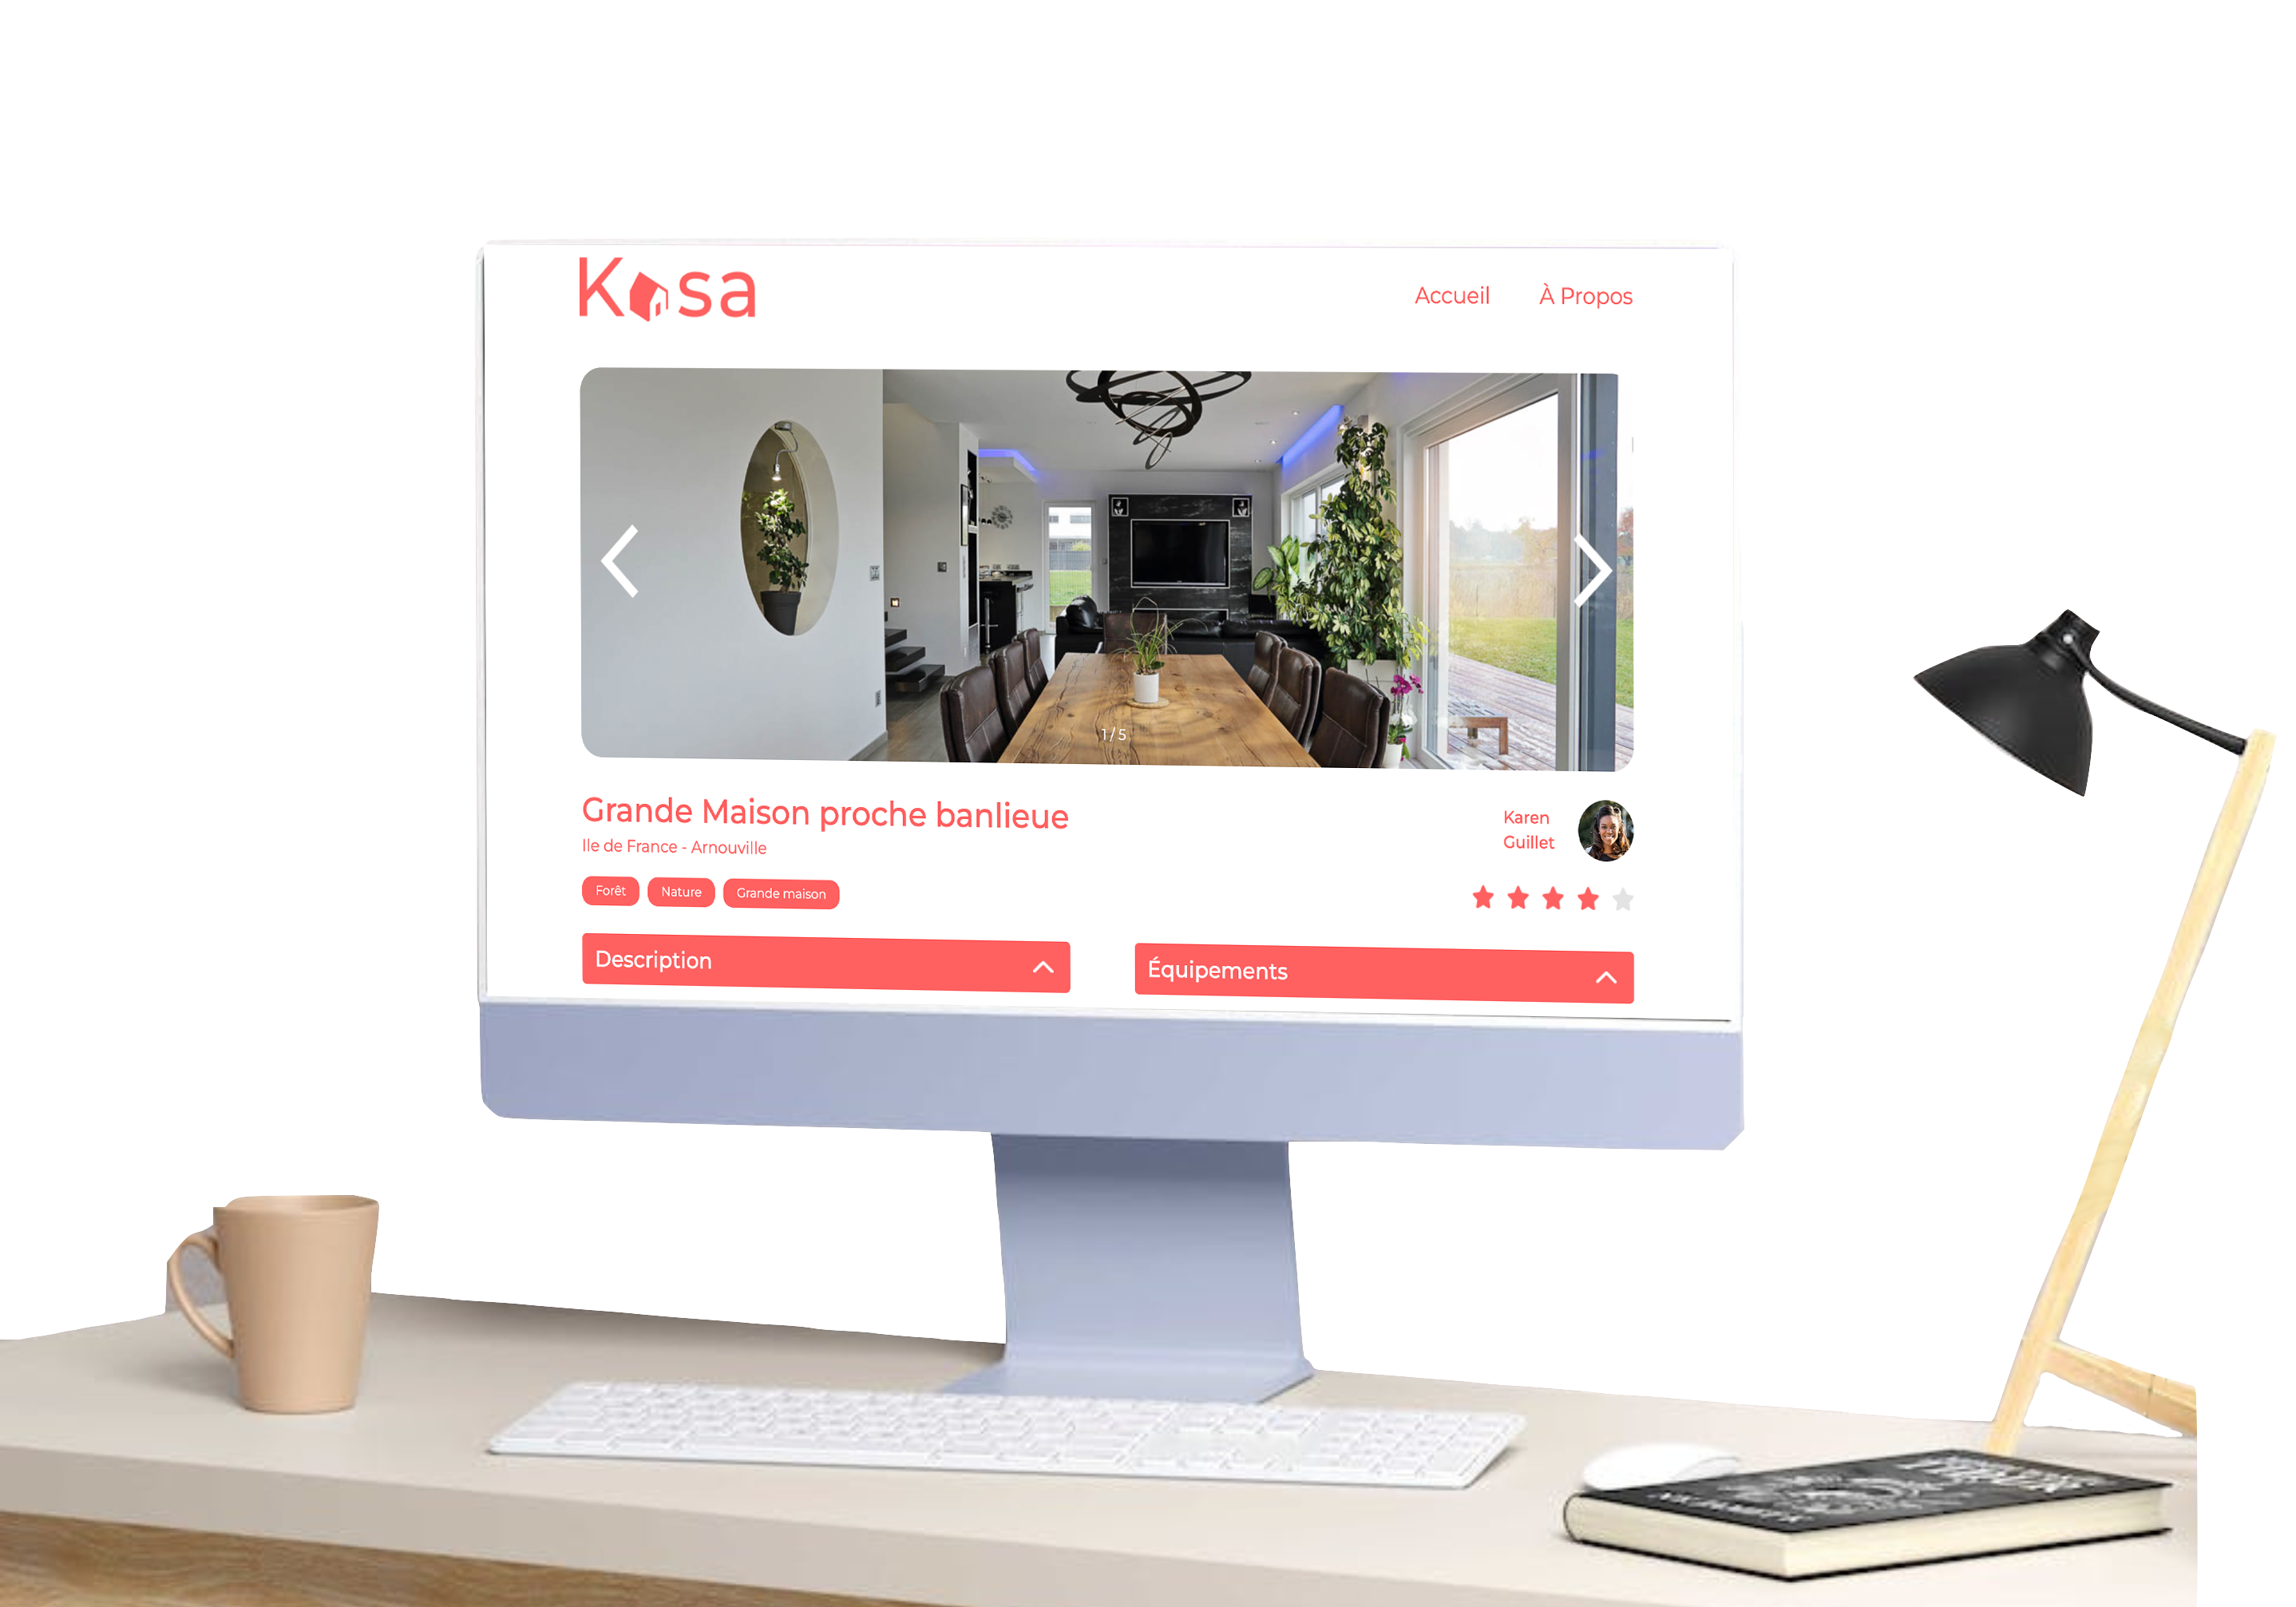 Kasa
Accueil
À Propos
1 / 5
Grande Maison proche banlieue
Ile de France - Arnouville
Karen
Guillet
Forêt
Nature
Grande maison
Description
Équipements